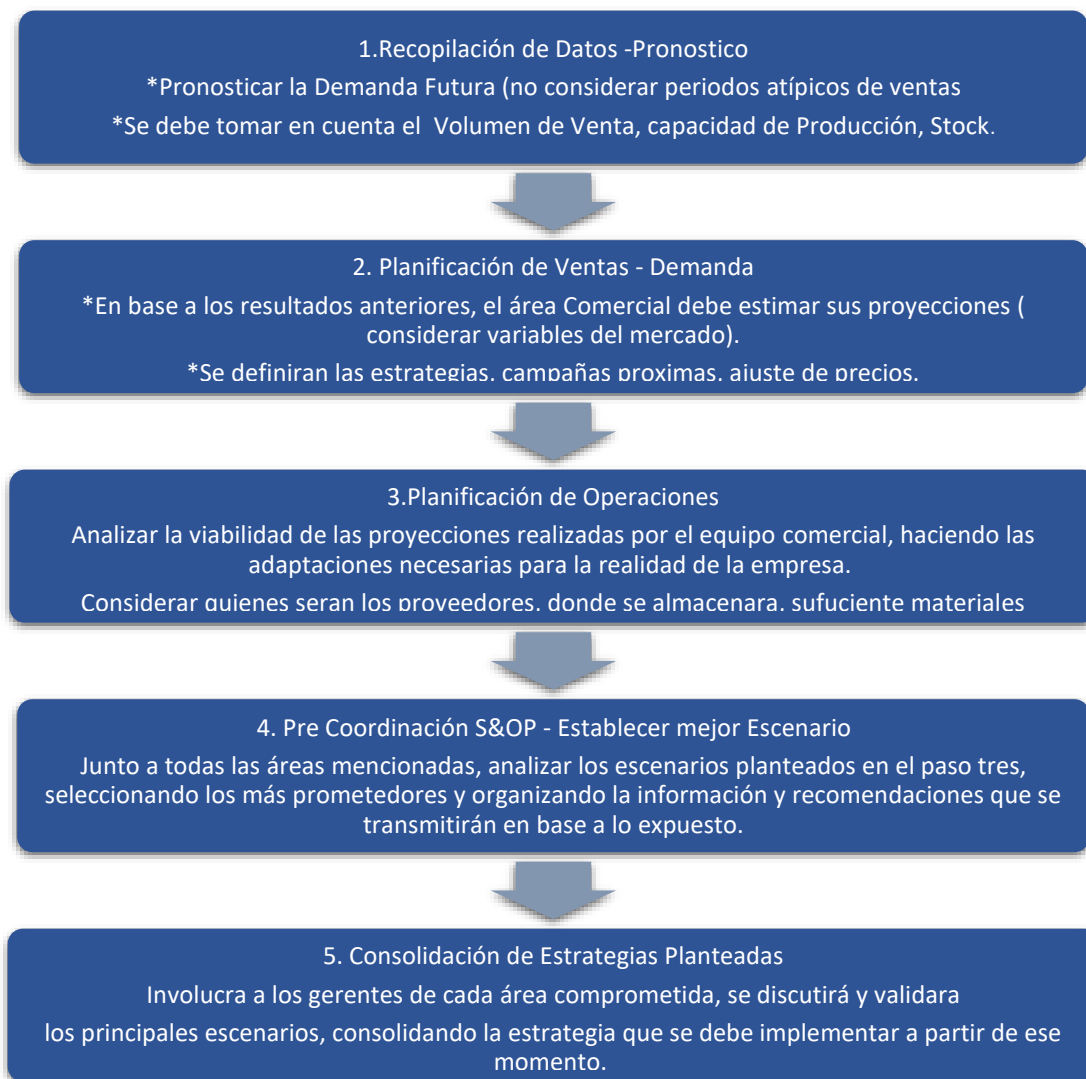 1.Recopilación de Datos -Pronostico
*Pronosticar la Demanda Futura (no considerar periodos atípicos de ventas
*Se debe tomar en cuenta el Volumen de Venta, capacidad de Producción, Stock.
2. Planificación de Ventas - Demanda
*En base a los resultados anteriores, el área Comercial debe estimar sus proyecciones (
considerar variables del mercado).
*Se definiran las estrategias, campañas proximas, ajuste de precios.
3.Planificación de Operaciones
Analizar la viabilidad de las proyecciones realizadas por el equipo comercial, haciendo las
adaptaciones necesarias para la realidad de la empresa.
Considerar quienes seran los proveedores, donde se almacenara, sufuciente materiales
4. Pre Coordinación S&OP - Establecer mejor Escenario
Junto a todas las áreas mencionadas, analizar los escenarios planteados en el paso tres,
seleccionando los más prometedores y organizando la información y recomendaciones que se
transmitirán en base a lo expuesto.
5. Consolidación de Estrategias Planteadas
Involucra a los gerentes de cada área comprometida, se discutirá y validara
los principales escenarios, consolidando la estrategia que se debe implementar a partir de ese
momento.